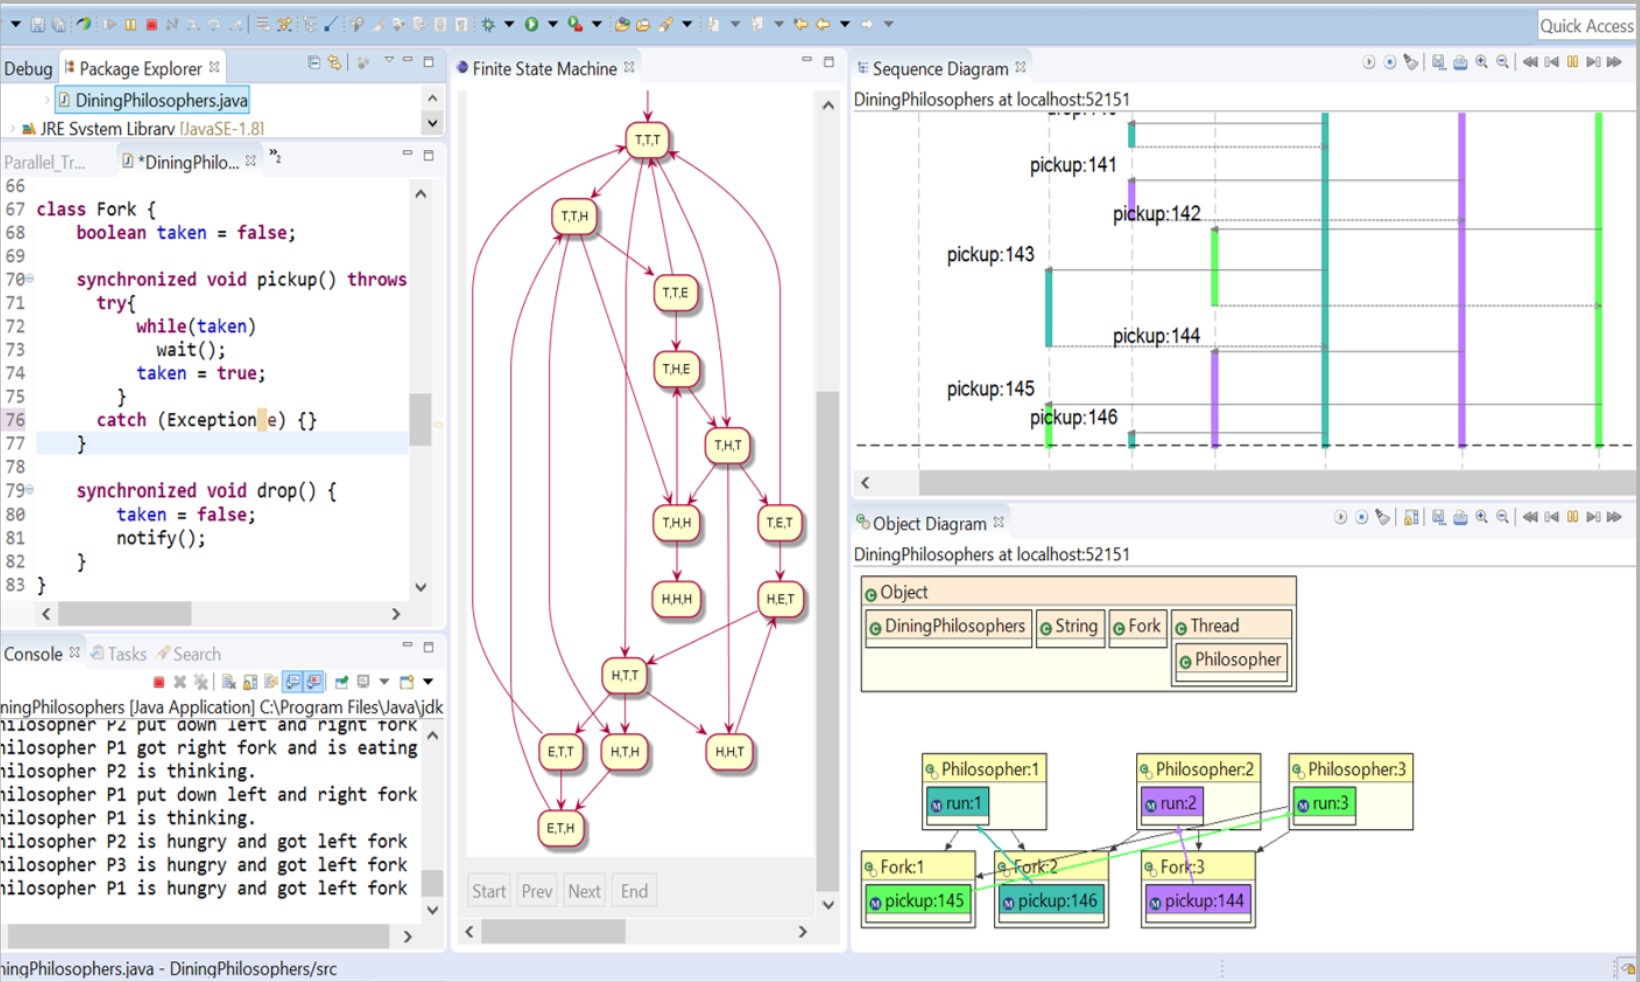 Quick Access
Debug
Package Explorer
DiningPhilosophers.java
JRE System Library [JavaSE-1.8]
Parallel_Tr...
*DiningPhilo...
»2
66
67 class Fork {
68 boolean taken = false;
69
70 synchronized void pickup() throws
71 try{
72 while(taken)
73 wait();
74 taken = true;
75 }
76 catch (Exception e) {}
77 }
78
79 synchronized void drop() {
80 taken = false;
81 notify();
82 }
83 }
Console
Tasks
Search
ningPhilosophers [Java Application] C:\Program Files\Java\jdk
hilosopher P2 put down left and right fork
hilosopher P1 got right fork and is eating
hilosopher P2 is thinking.
hilosopher P1 put down left and right fork
hilosopher P1 is thinking.
hilosopher P2 is hungry and got left fork
hilosopher P3 is hungry and got left fork
hilosopher P1 is hungry and got left fork
ningPhilosophers.java - DiningPhilosophers/src
Finite State Machine
T,T,T
T,T,H
T,T,E
T,H,E
T,H,T
T,H,H
T,E,T
H,H,H
H,E,T
H,T,T
E,T,T
H,T,H
H,H,T
E,T,H
Start
Prev
Next
End
Sequence Diagram
DiningPhilosophers at localhost:52151
pickup:141
pickup:142
pickup:143
pickup:144
pickup:145
pickup:146
Object Diagram
DiningPhilosophers at localhost:52151
Object
DiningPhilosophers
String
Fork
Thread
Philosopher
Philosopher:1
run:1
Philosopher:2
run:2
Philosopher:3
run:3
Fork:1
pickup:145
Fork:2
pickup:146
Fork:3
pickup:144